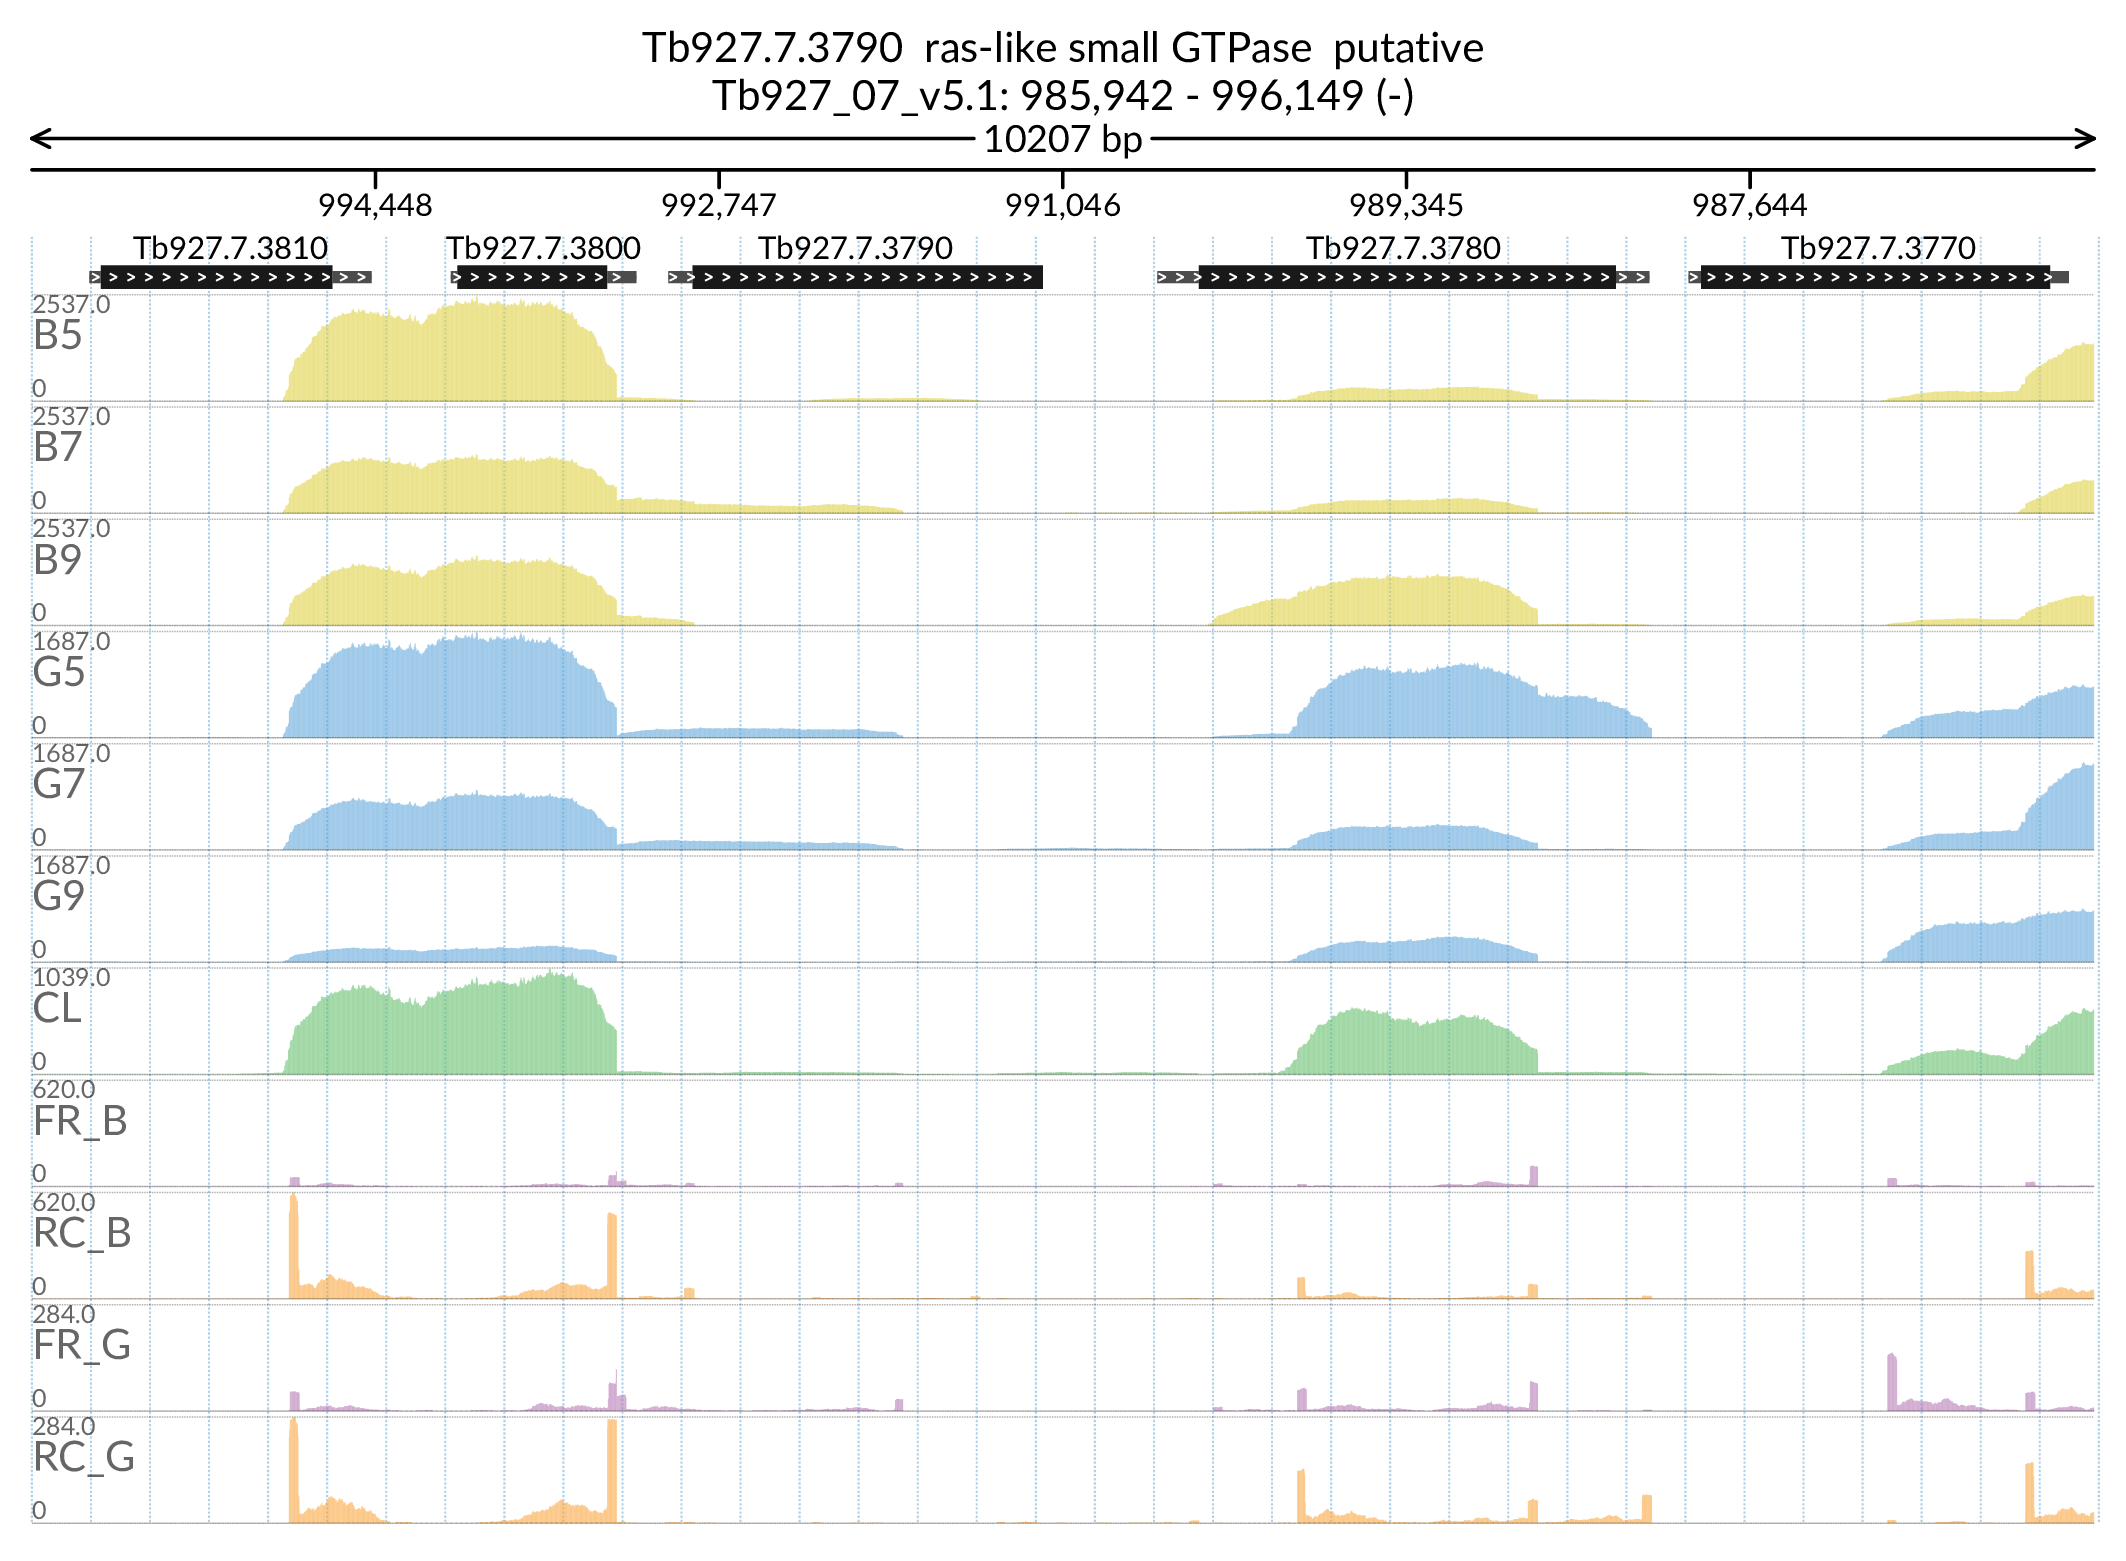 Tb927.7.3790  ras-like small GTPase  putative
Tb927_07_v5.1: 985,942 - 996,149 (-)
10207 bp
994,448 992,747 991,046 989,345 987,644
Tb927.7.3810 Tb927.7.3800 Tb927.7.3790 Tb927.7.3780 Tb927.7.3770
2537.0
B5
0
2537.0
B7
0
2537.0
B9
0
1687.0
G5
0
1687.0
G7
0
1687.0
G9
0
1039.0
CL
0
620.0
FR_B
0
620.0
RC_B
0
284.0
FR_G
0
284.0
RC_G
0